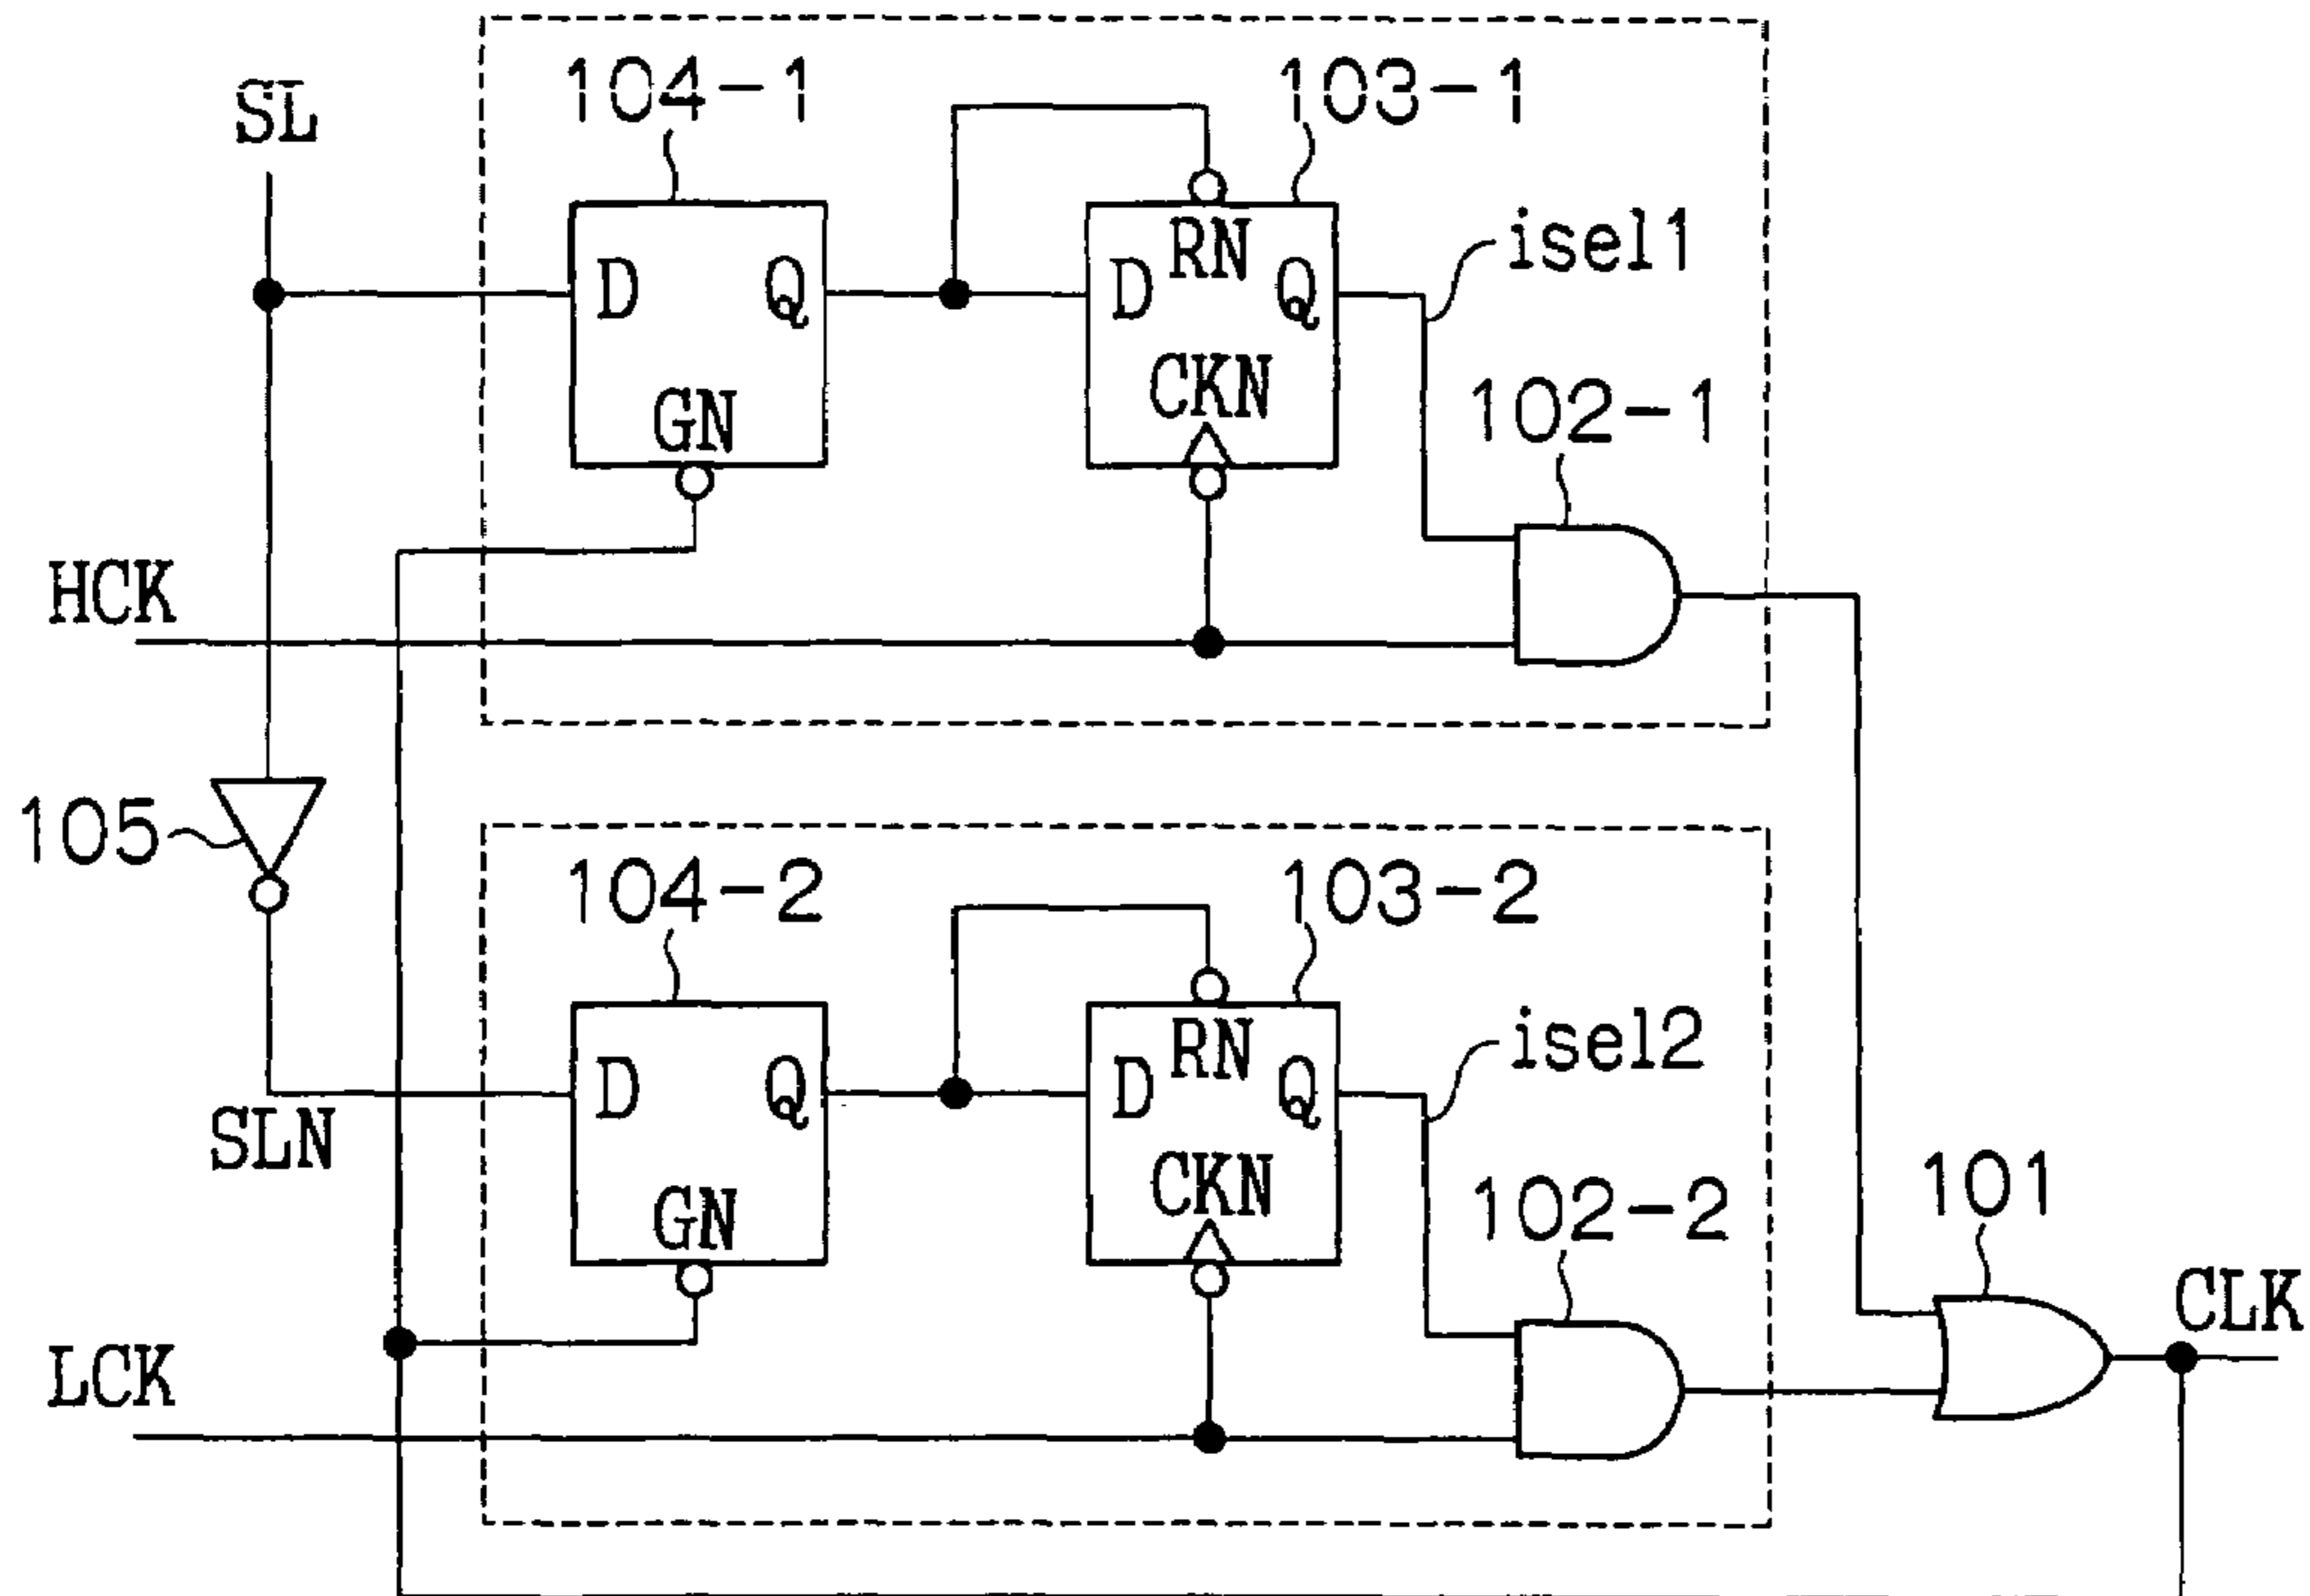 SL
104-1
103-1
D
Q
GN
D
RN
Q
CKN
isel1
102-1
HCK
105
SLN
104-2
103-2
D
Q
GN
D
RN
Q
CKN
isel2
102-2
101
CLK
LCK